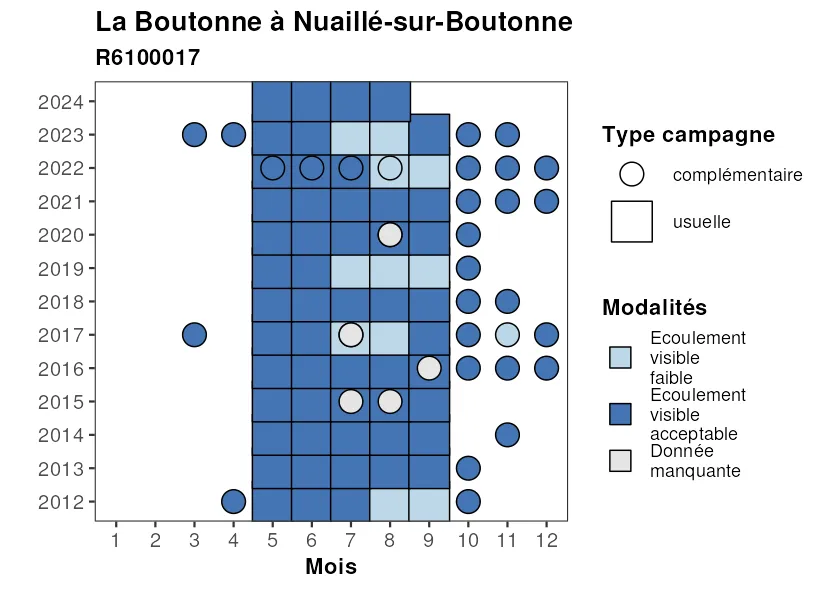 La Boutonne à Nuaillé-sur-Boutonne
R6100017
2024
2023
2022
2021
2020
2019
2018
2017
2016
2015
2014
2013
2012
1 2 3 4 5 6 7 8 9 10 11 12
Mois
Type campagne
complémentaire
usuelle
Modalités
Ecoulement
visible
faible
Ecoulement
visible
acceptable
Donnée
manquante